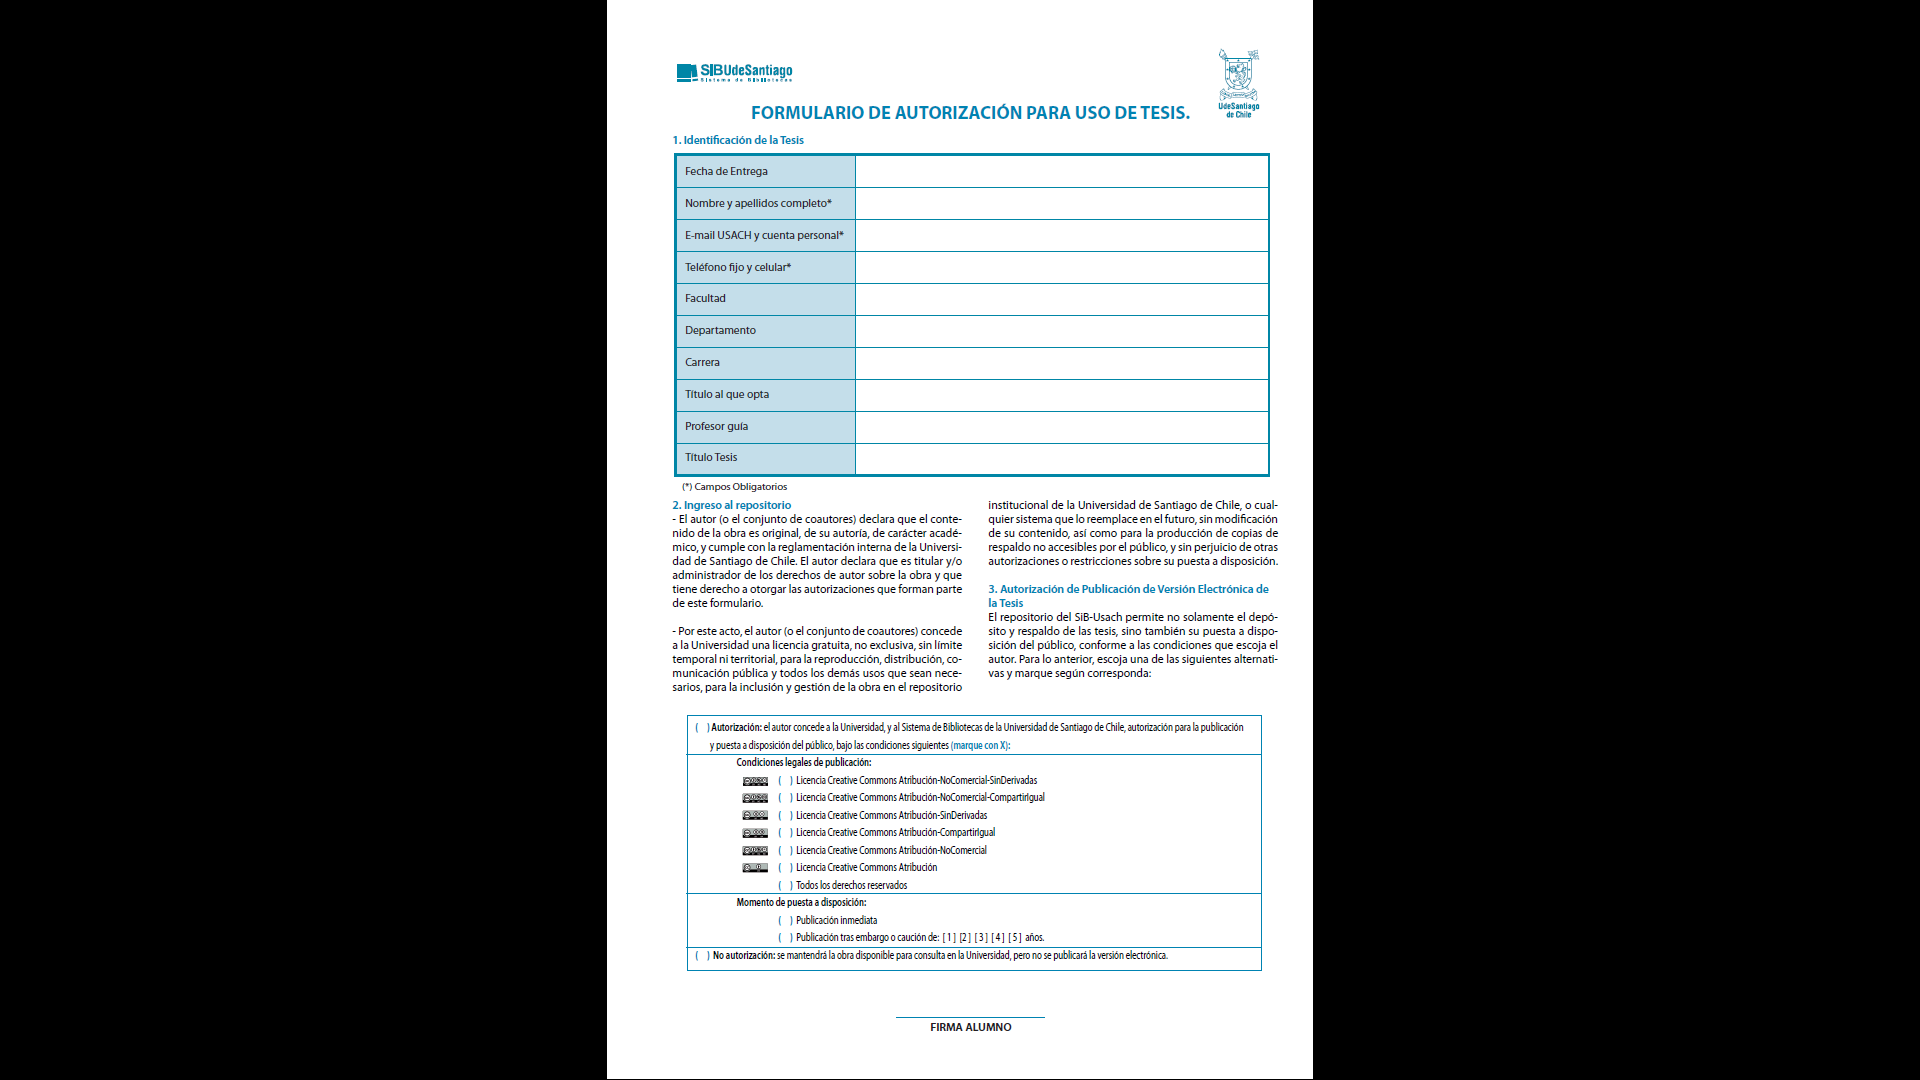 SIBUdeSantiago
Sistema de Bibliotecas
UdeSantiago
de Chile
FORMULARIO DE AUTORIZACIÓN PARA USO DE TESIS.
1. Identificación de la Tesis
Fecha de Entrega
Nombre y apellidos completo*
E-mail USACH y cuenta personal*
Teléfono fijo y celular*
Facultad
Departamento
Carrera
Título al que opta
Profesor guía
Título Tesis
(*) Campos Obligatorios
2. Ingreso al repositorio
- El autor (o el conjunto de coautores) declara que el conte-
nido de la obra es original, de su autoría, de carácter acadé-
mico, y cumple con la reglamentación interna de la Universi-
dad de Santiago de Chile. El autor declara que es titular y/o
administrador de los derechos de autor sobre la obra y que
tiene derecho a otorgar las autorizaciones que forman parte
de este formulario.
- Por este acto, el autor (o el conjunto de coautores) concede
a la Universidad una licencia gratuita, no exclusiva, sin límite
temporal ni territorial, para la reproducción, distribución, co-
municación pública y todos los demás usos que sean nece-
sarios, para la inclusión y gestión de la obra en el repositorio
institucional de la Universidad de Santiago de Chile, o cual-
quier sistema que lo reemplace en el futuro, sin modificación
de su contenido, así como para la producción de copias de
respaldo no accesibles por el público, y sin perjuicio de otras
autorizaciones o restricciones sobre su puesta a disposición.
3. Autorización de Publicación de Versión Electrónica de
la Tesis
El repositorio del SiB-Usach permite no solamente el depó-
sito y respaldo de las tesis, sino también su puesta a dispo-
sición del público, conforme a las condiciones que escoja el
autor. Para lo anterior, escoja una de las siguientes alternati-
vas y marque según corresponda:
( ) Autorización: el autor concede a la Universidad, y al Sistema de Bibliotecas de la Universidad de Santiago de Chile, autorización para la publicación
y puesta a disposición del público, bajo las condiciones siguientes (marque con X):
Condiciones legales de publicación:
( ) Licencia Creative Commons Atribución-NoComercial-SinDerivadas
( ) Licencia Creative Commons Atribución-NoComercial-CompartirIgual
( ) Licencia Creative Commons Atribución-SinDerivadas
( ) Licencia Creative Commons Atribución-CompartirIgual
( ) Licencia Creative Commons Atribución-NoComercial
( ) Licencia Creative Commons Atribución
( ) Todos los derechos reservados
Momento de puesta a disposición:
( ) Publicación inmediata
( ) Publicación tras embargo o caución de: [ 1 ] [2 ] [ 3 ] [ 4 ] [ 5 ] años.
( ) No autorización: se mantendrá la obra disponible para consulta en la Universidad, pero no se publicará la versión electrónica.
FIRMA ALUMNO